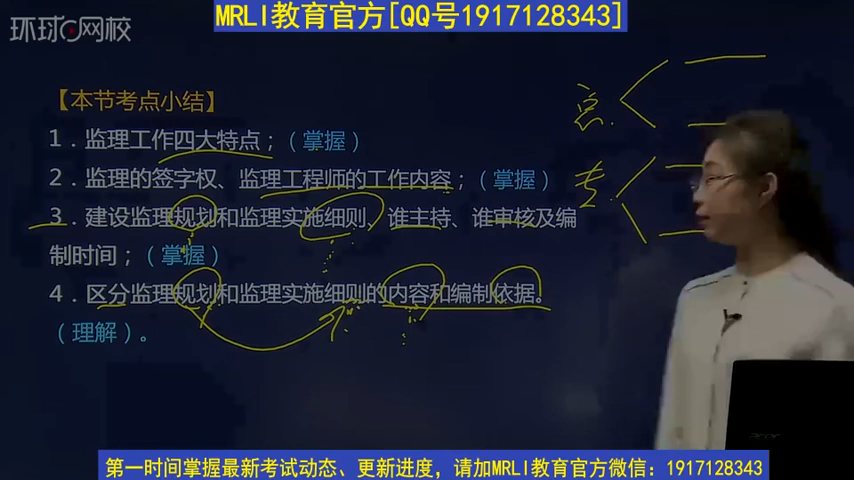 MRLI教育官方[QQ号1917128343]
环球网校
【本节考点小结】
1．监理工作四大特点；（掌握）
2．监理的签字权、监理工程师的工作内容；（掌握）
3．建设监理规划和监理实施细则、谁主持、谁审核及编
制时间；（掌握）
4．区分监理规划和监理实施细则的内容和编制依据。
（理解）。
总
专
acer
第一时间掌握最新考试动态、更新进度，请加MRLI教育官方微信：1917128343